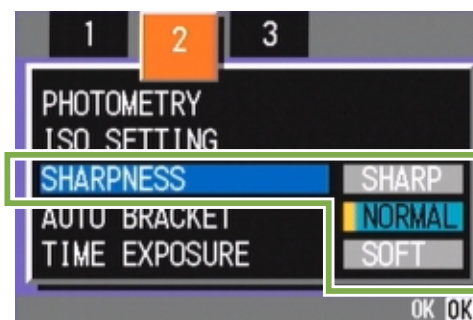 1 2 3
PHOTOMETRY
ISO SETTING
SHARPNESS SHARP
AUTO BRACKET NORMAL
TIME EXPOSURE SOFT
OK OK